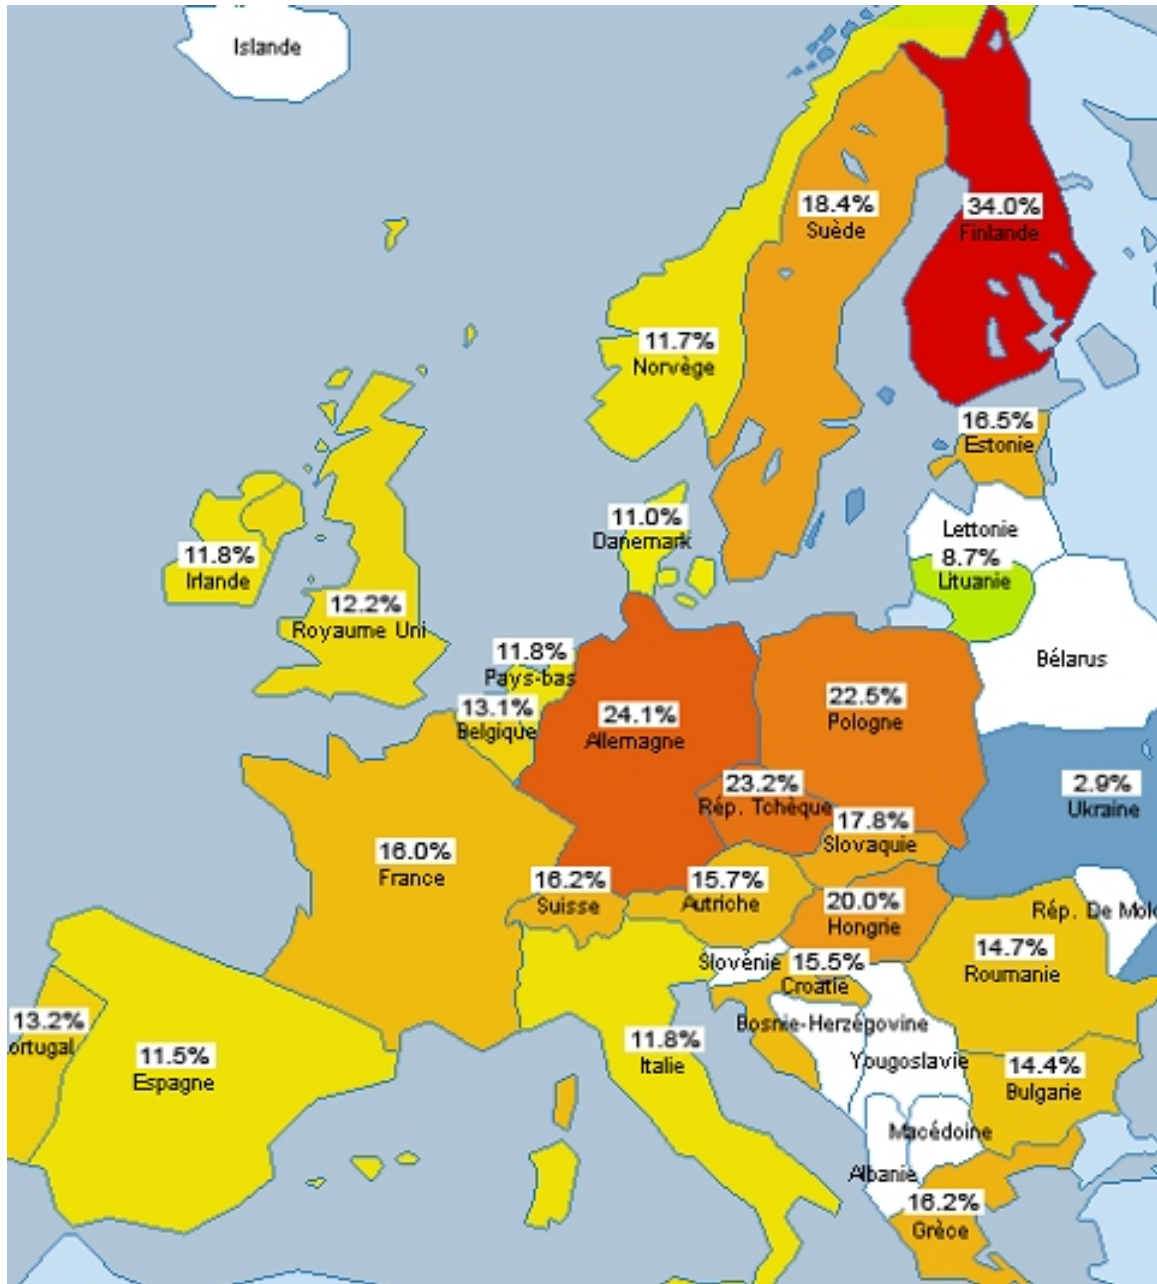 Islande
18.4%
Suède
34.0%
Finlande
11.7%
Norvège
16.5%
Estonie
11.0%
Danemark
Lettonie
8.7%
Lituanie
11.8%
Irlande
12.2%
Royaume Uni
11.8%
Pays-bas
Bélarus
13.1%
Belgique
24.1%
Allemagne
22.5%
Pologne
23.2%
Rép. Tchèque
2.9%
Ukraine
17.8%
Slovaquie
16.0%
France
16.2%
Suisse
15.7%
Autriche
20.0%
Hongrie
Rép. De Molo
14.7%
Roumanie
Slovénie
15.5%
Croatie
13.2%
ortugal
11.5%
Espagne
11.8%
Italie
Bosnie-Herzégovine
Yougoslavie
14.4%
Bulgarie
Macédoine
Albanie
16.2%
Grèce